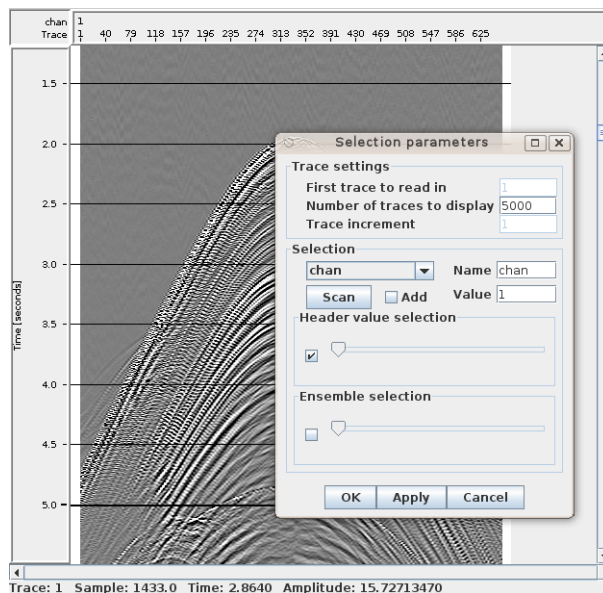 chan 1
Trace 1 40 79 118 157 196 235 274 313 352 391 430 469 508 547 586 625
Selection parameters
Trace settings
First trace to read in 1
Number of traces to display 5000
Trace increment 1
Selection
chan Name chan
Scan Add Value 1
Header value selection
Ensemble selection
OK Apply Cancel
1.5
2.0
2.5
3.0
3.5
4.0
4.5
5.0
Time [seconds]
Trace: 1 Sample: 1433.0 Time: 2.8640 Amplitude: 15.72713470